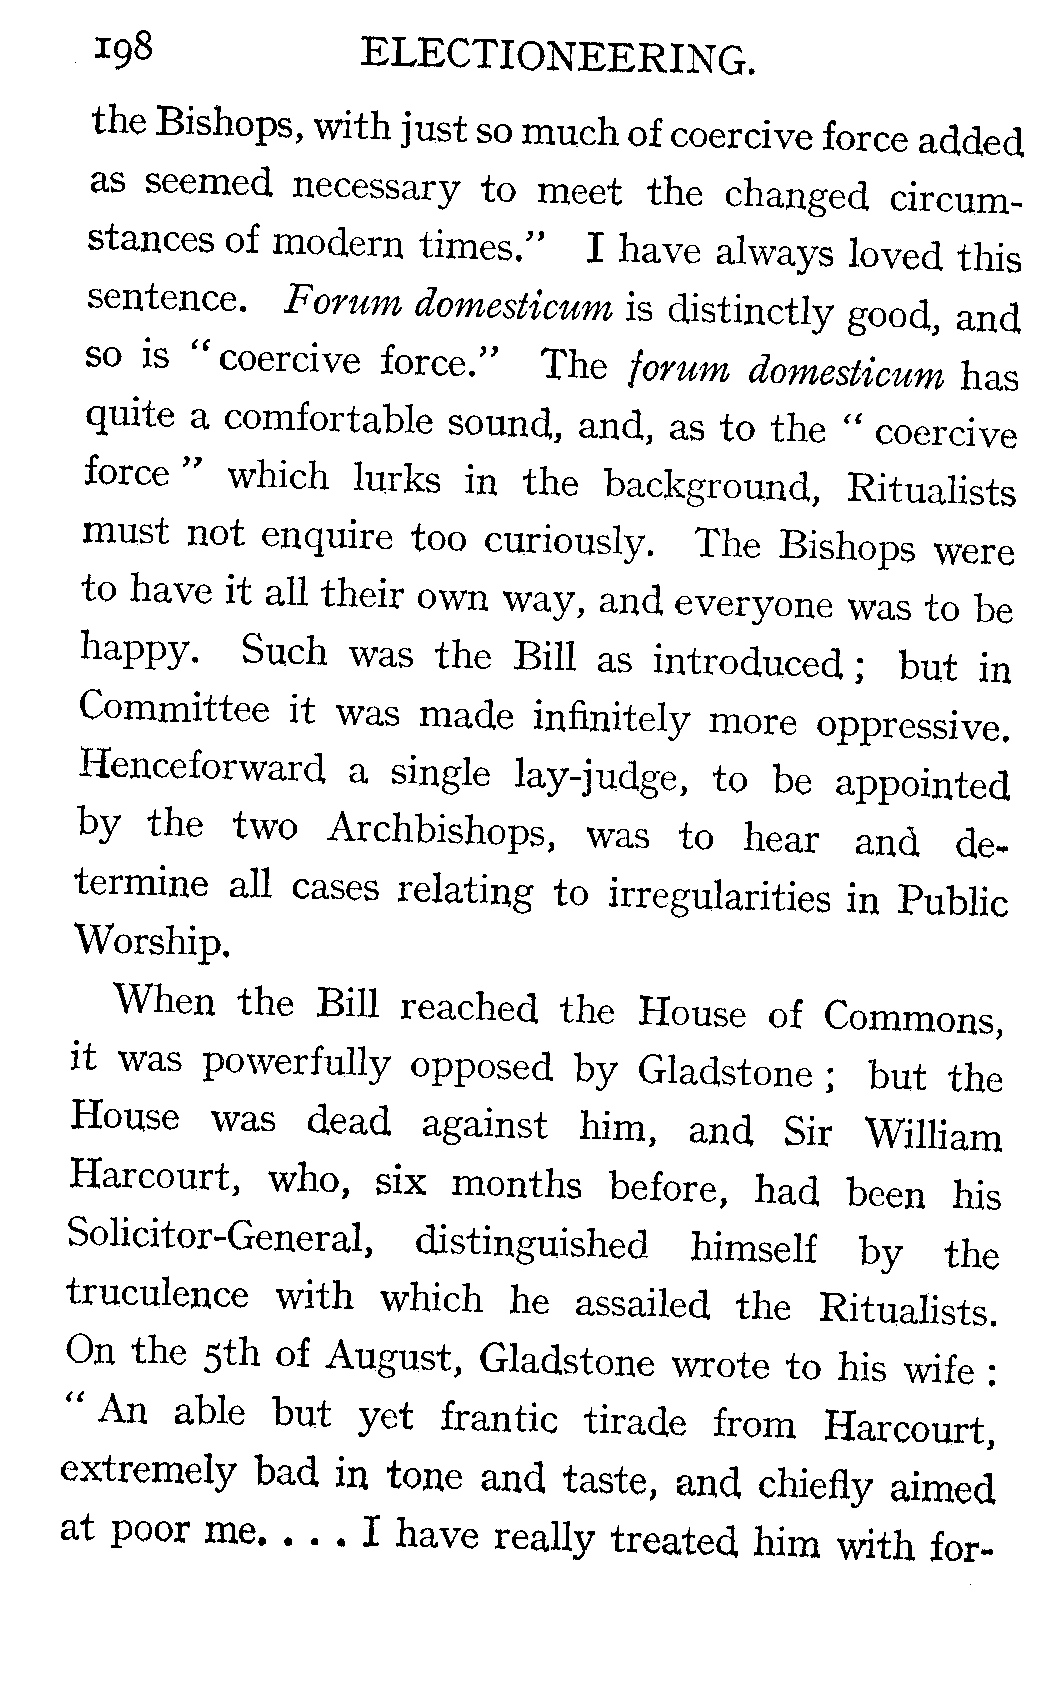 198 ELECTIONEERING.
the Bishops, with just so much of coercive force added
as seemed necessary to meet the changed circum-
stances of modern times.” I have always loved this
sentence. Forum domesticum is distinctly good, and
so is “coercive force.” The forum domesticum has
quite a comfortable sound, and, as to the “ coercive
force ” which lurks in the background, Ritualists
must not enquire too curiously. The Bishops were
to have it all their own way, and everyone was to be
happy. Such was the Bill as introduced ; but in
Committee it was made infinitely more oppressive.
Henceforward a single lay-judge, to be appointed
by the two Archbishops, was to hear and de-
termine all cases relating to irregularities in Public
Worship.
When the Bill reached the House of Commons,
it was powerfully opposed by Gladstone ; but the
House was dead against him, and Sir William
Harcourt, who, six months before, had been his
Solicitor-General, distinguished himself by the
truculence with which he assailed the Ritualists.
On the 5th of August, Gladstone wrote to his wife :
“ An able but yet frantic tirade from Harcourt,
extremely bad in tone and taste, and chiefly aimed
at poor me. . . . I have really treated him with for-